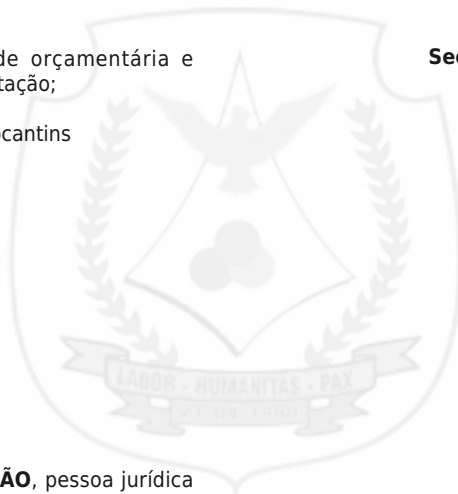 de orçamentária e
Sec
tação;
cantins
LABOR - HUMANITAS - PAX
ÃO, pessoa jurídica